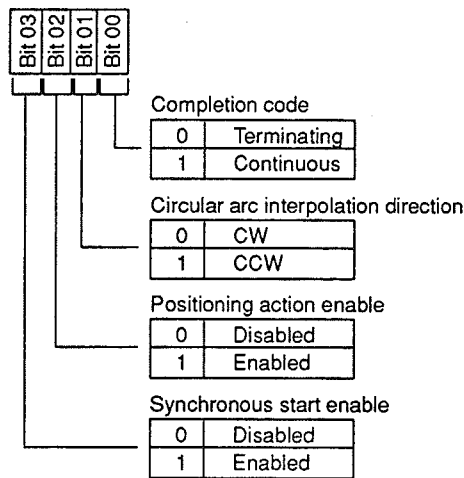 Bit 03 Bit 02 Bit 01 Bit 00
Completion code
0 Terminating
1 Continuous
Circular arc interpolation direction
0 CW
1 CCW
Positioning action enable
0 Disabled
1 Enabled
Synchronous start enable
0 Disabled
1 Enabled